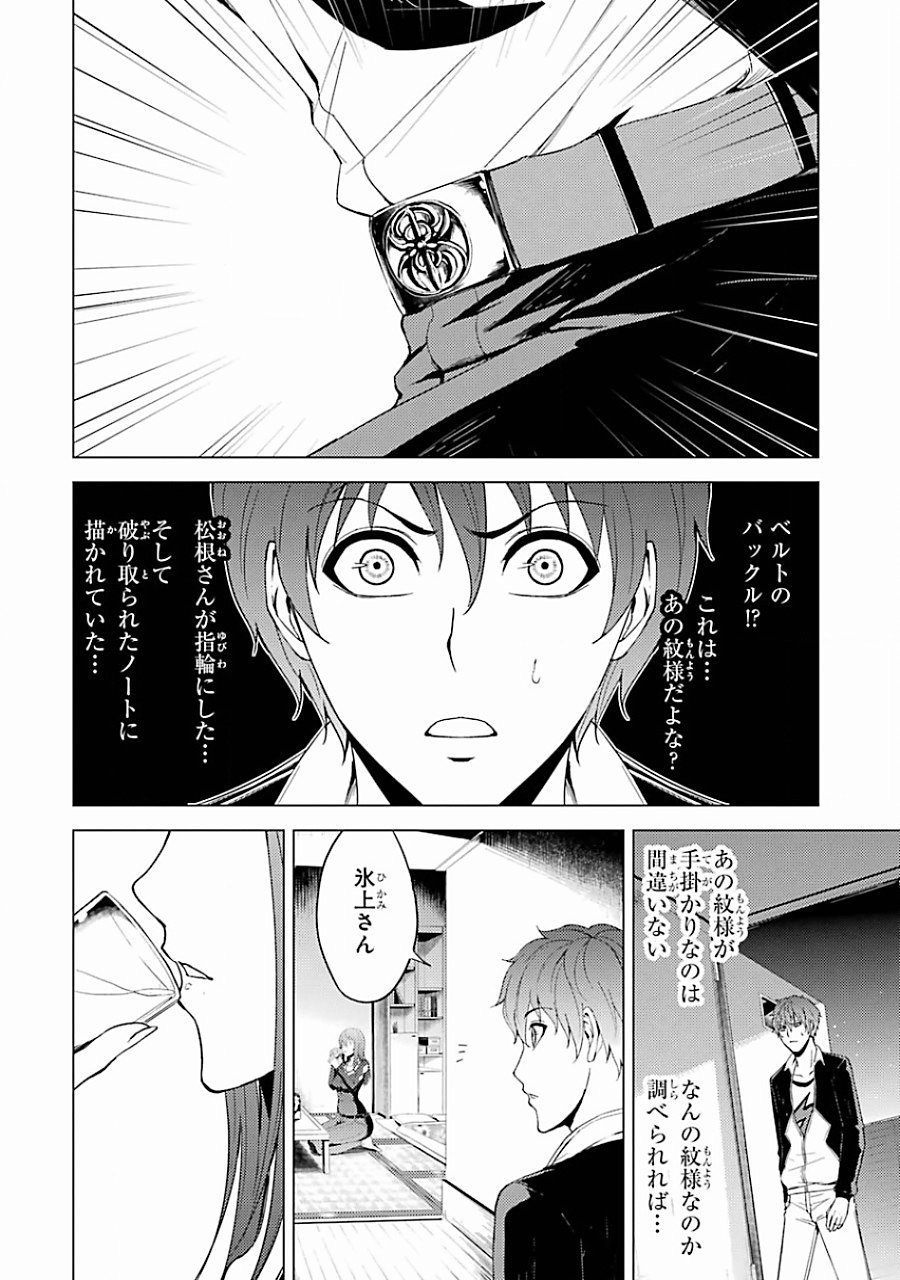 ベルトの
バックル!?
これは…
あの紋様だよな?
松根さんが指輪にした…
そして
破り取られたノートに
描かれていた…
あの紋様が
手掛かりなのは
間違いない
なんの紋様なのか
調べられれば…
氷上さん